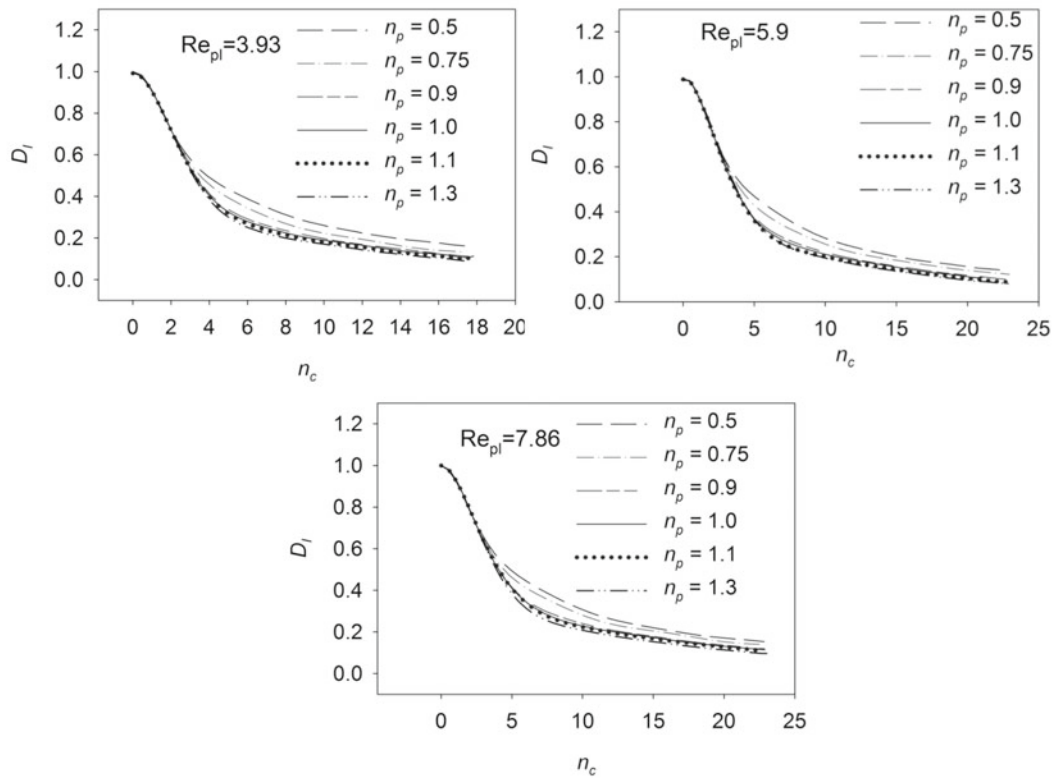 Re_pl=3.93
n_p = 0.5
n_p = 0.75
n_p = 0.9
n_p = 1.0
n_p = 1.1
n_p = 1.3
D_l
1.2
1.0
0.8
0.6
0.4
0.2
0.0
0 2 4 6 8 10 12 14 16 18 20
n_c
Re_pl=5.9
n_p = 0.5
n_p = 0.75
n_p = 0.9
n_p = 1.0
n_p = 1.1
n_p = 1.3
D_l
1.2
1.0
0.8
0.6
0.4
0.2
0.0
0 5 10 15 20 25
n_c
Re_pl=7.86
n_p = 0.5
n_p = 0.75
n_p = 0.9
n_p = 1.0
n_p = 1.1
n_p = 1.3
D_l
1.2
1.0
0.8
0.6
0.4
0.2
0.0
0 5 10 15 20 25
n_c